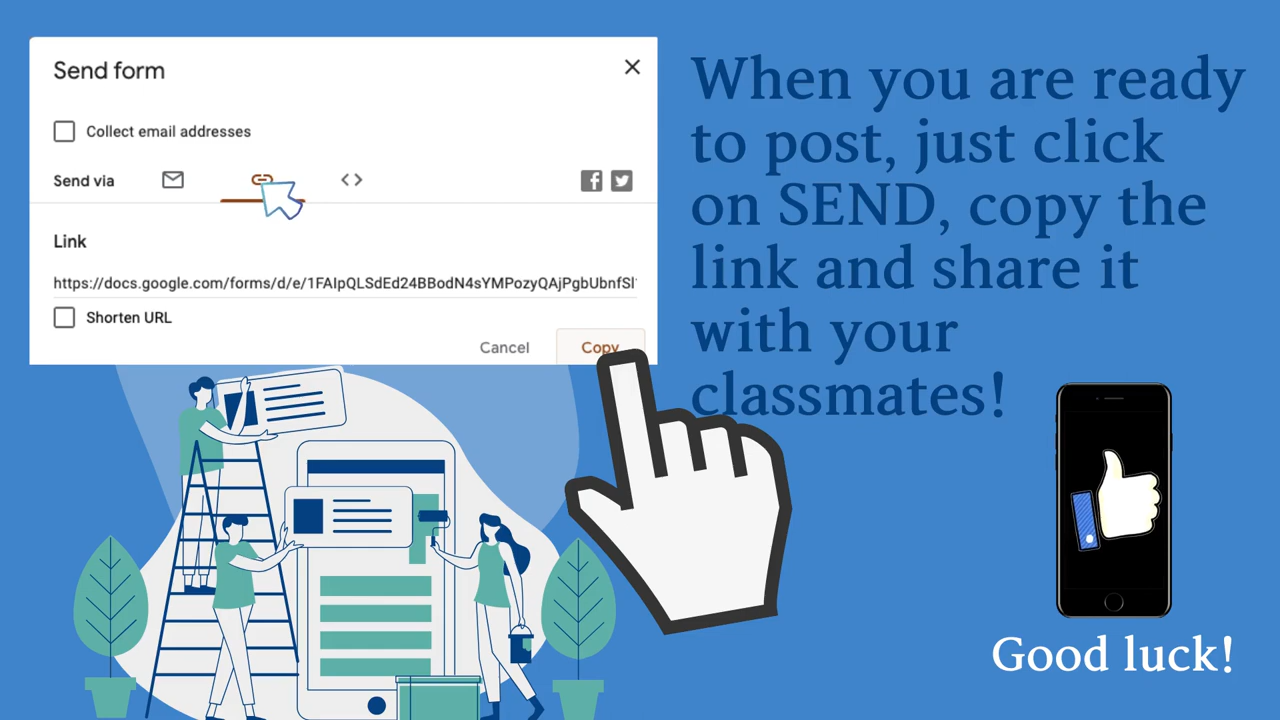 Send form
Collect email addresses
Send via
Link
https://docs.google.com/forms/d/e/1FAIpQLSdEd24BBodN4sYMPozyQAjPgbUbnfSl
Shorten URL
Cancel
Copy
When you are ready
to post, just click
on SEND, copy the
link and share it
with your
classmates!
Good luck!